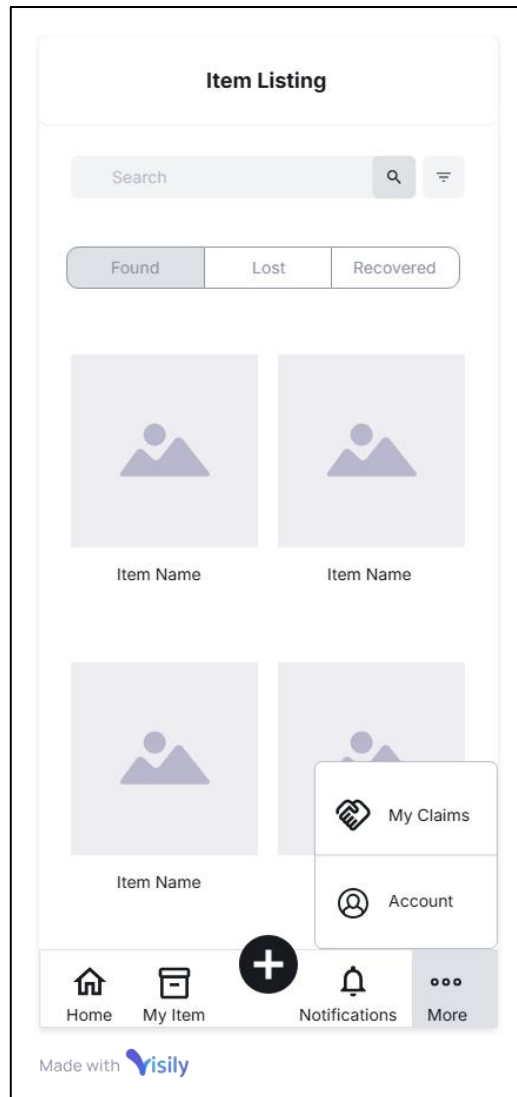 Item Listing
Search
Found Lost Recovered
Item Name Item Name
My Claims
Item Name
Account
Home My Item Notifications More
Made with Visily